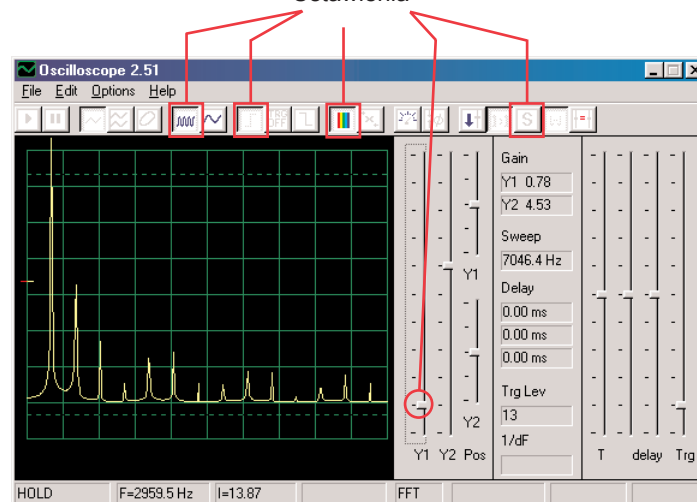 Oscilloscope 2.51
File Edit Options Help
Gain
Y1 0.78
Y2 4.53
Sweep
7046.4 Hz
Delay
0.00 ms
0.00 ms
0.00 ms
Trg Lev
13
1/dF
Y1
Y2
Y1 Y2 Pos
T delay Trg
HOLD F=2959.5 Hz I=13.87 FFT